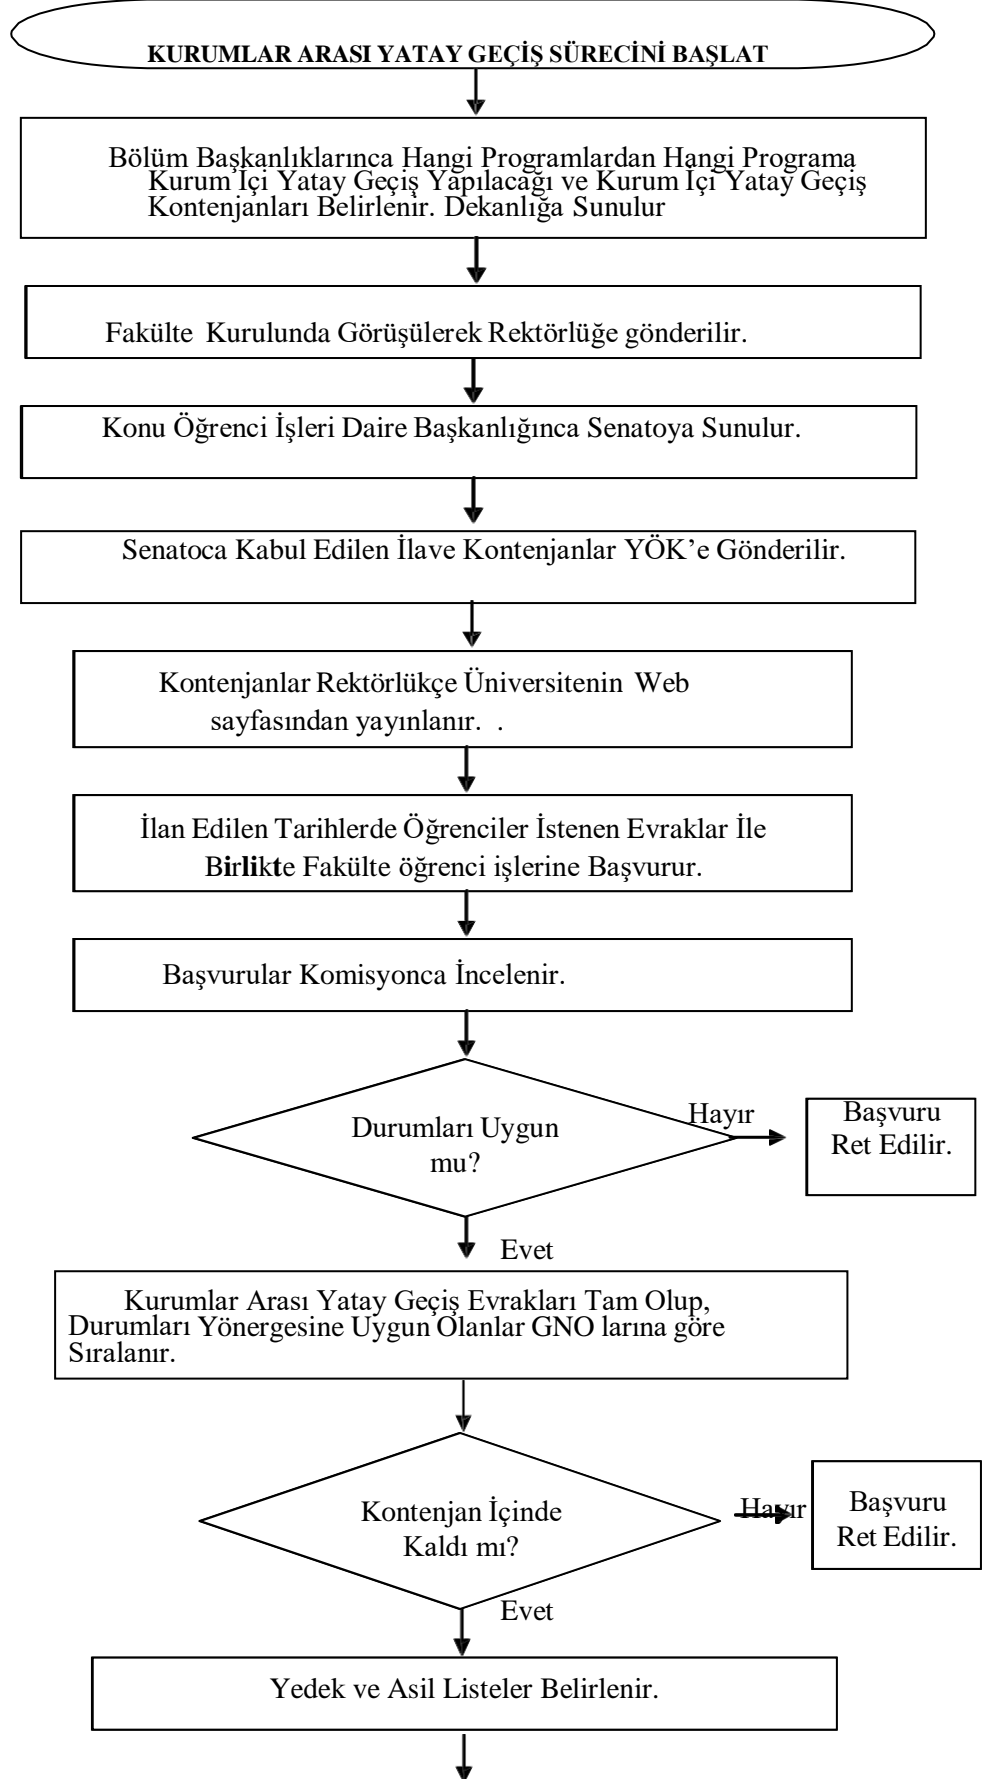 KURUMLAR ARASI YATAY GEÇİŞ SÜRECİNİ BAŞLAT
Bölüm Başkanlıklarınca Hangi Programlardan Hangi Programa
Kurum İçi Yatay Geçiş Yapılacağı ve Kurum İçi Yatay Geçiş
Kontenjanları Belirlenir. Dekanlığa Sunulur
Fakülte Kurulunda Görüşülerek Rektörlüğe gönderilir.
Konu Öğrenci İşleri Daire Başkanlığınca Senatoya Sunulur.
Senatoca Kabul Edilen İlave Kontenjanlar YÖK’e Gönderilir.
Kontenjanlar Rektörlükçe Üniversitenin Web
sayfasından yayınlanır. .
İlan Edilen Tarihlerde Öğrenciler İstenen Evraklar İle
Birlikte Fakülte öğrenci işlerine Başvurur.
Başvurular Komisyonca İncelenir.
Durumları Uygun
mu?
Hayır
Başvuru
Ret Edilir.
Evet
Kurumlar Arası Yatay Geçiş Evrakları Tam Olup,
Durumları Yönergesine Uygun Olanlar GNO larına göre
Sıralanır.
Kontenjan İçinde
Kaldı mı?
Hayır
Başvuru
Ret Edilir.
Evet
Yedek ve Asil Listeler Belirlenir.